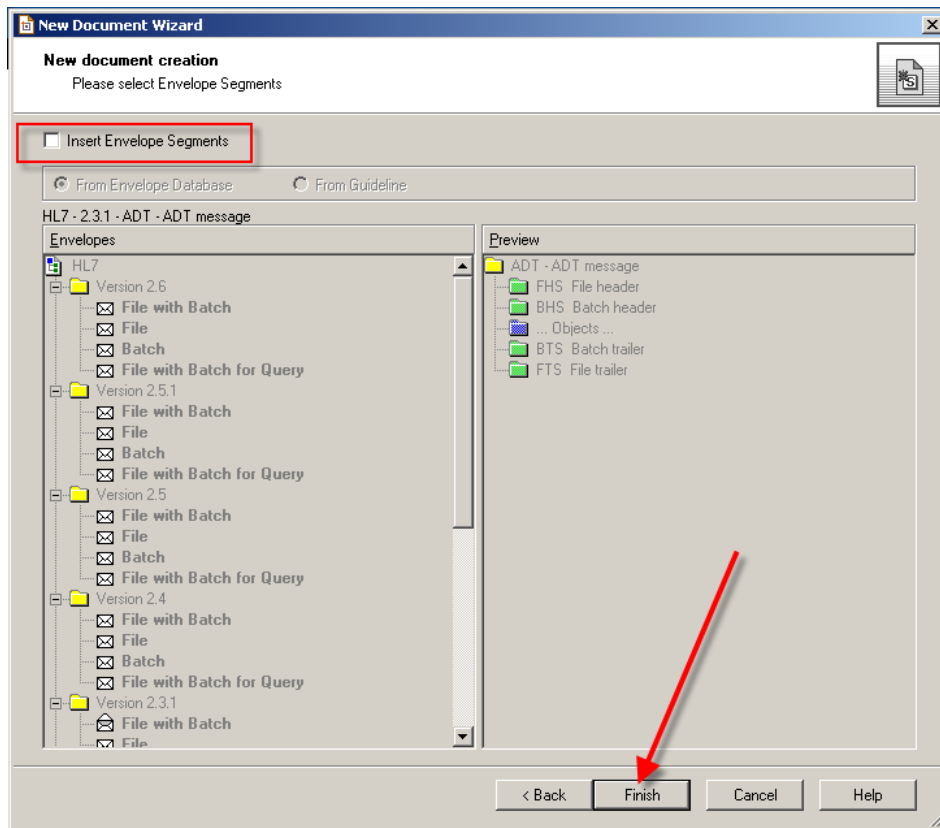 New Document Wizard
New document creation
Please select Envelope Segments
Insert Envelope Segments
From Envelope Database From Guideline
HL7 - 2.3.1 - ADT - ADT message
Envelopes
HL7
Version 2.6
File with Batch
File
Batch
File with Batch for Query
Version 2.5.1
File with Batch
File
Batch
File with Batch for Query
Version 2.5
File with Batch
File
Batch
File with Batch for Query
Version 2.4
File with Batch
File
Batch
File with Batch for Query
Version 2.3.1
File with Batch
File
Preview
ADT - ADT message
FHS File header
BHS Batch header
... Objects ...
BTS Batch trailer
FTS File trailer
< Back Finish Cancel Help